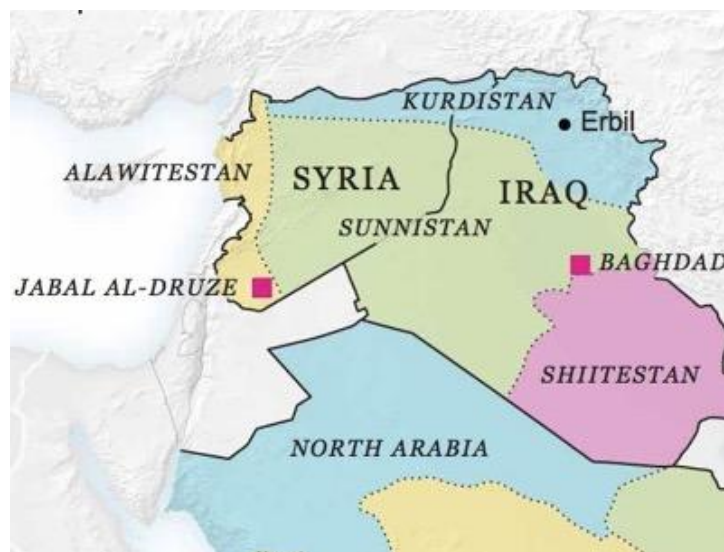 KURDISTAN
Erbil
ALAWITESTAN
SYRIA
IRAQ
SUNNISTAN
BAGHDAD
JABAL AL-DRUZE
SHIITESTAN
NORTH ARABIA